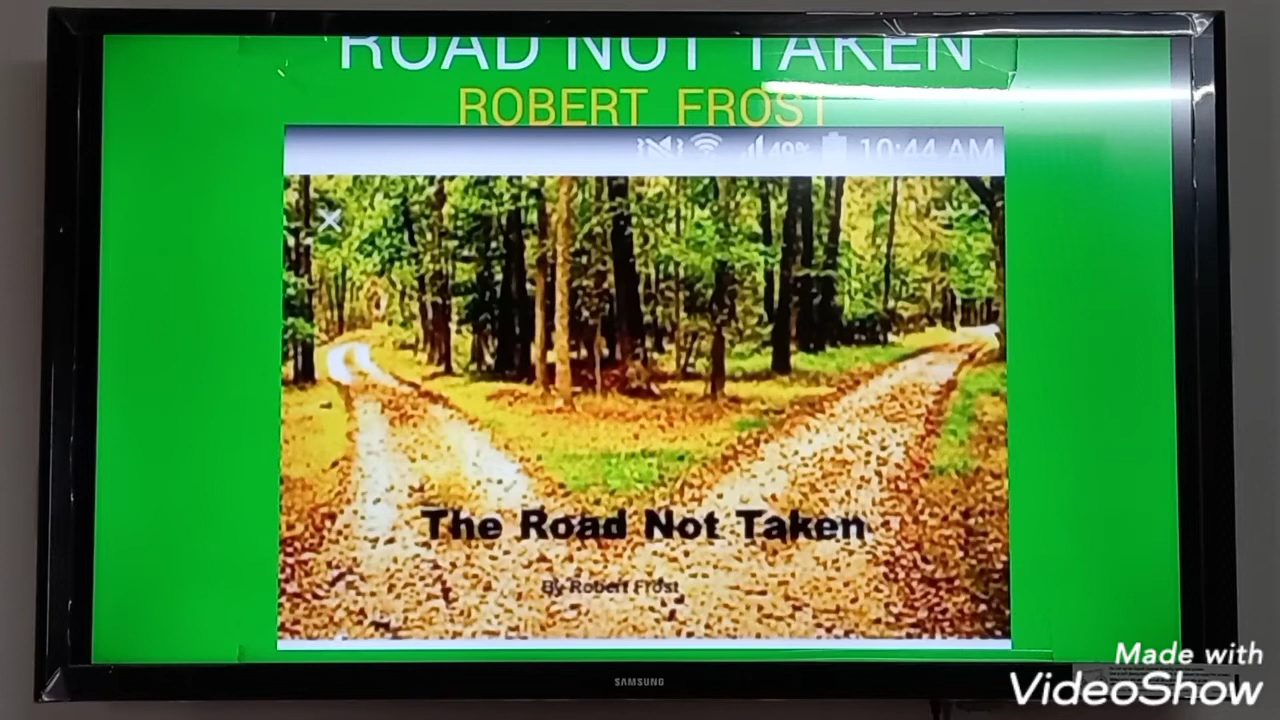 ROAD NOT TAKEN
ROBERT FROST
49% 10:44 AM
The Road Not Taken
By Robert Frost
SAMSUNG
Made with
VideoShow